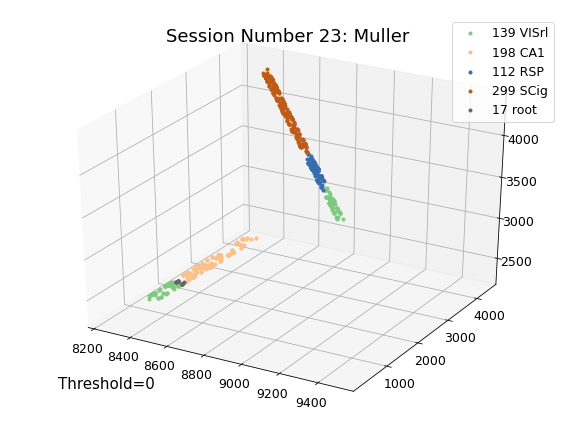 Session Number 23: Muller
139 VISrl
198 CA1
112 RSP
299 SCig
17 root
4000
3500
3000
2500
4000
3000
2000
1000
8200
8400
8600
8800
9000
9200
9400
Threshold=0